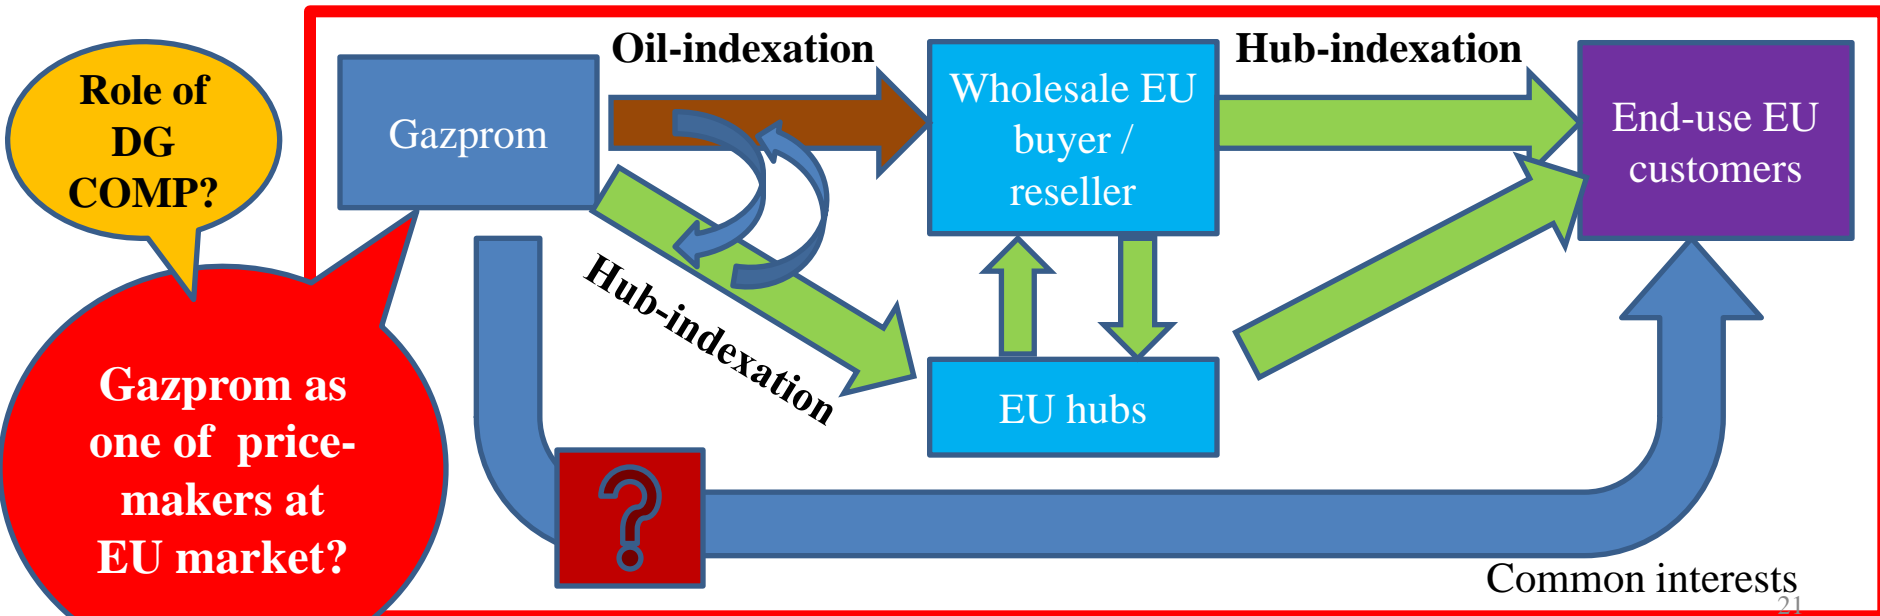 Oil-indexation
Hub-indexation
Role of
DG
COMP?
Gazprom
Wholesale EU
buyer /
reseller
End-use EU
customers
Hub-indexation
EU hubs
Gazprom as
one of price-
makers at
EU market?
?
Common interests
21